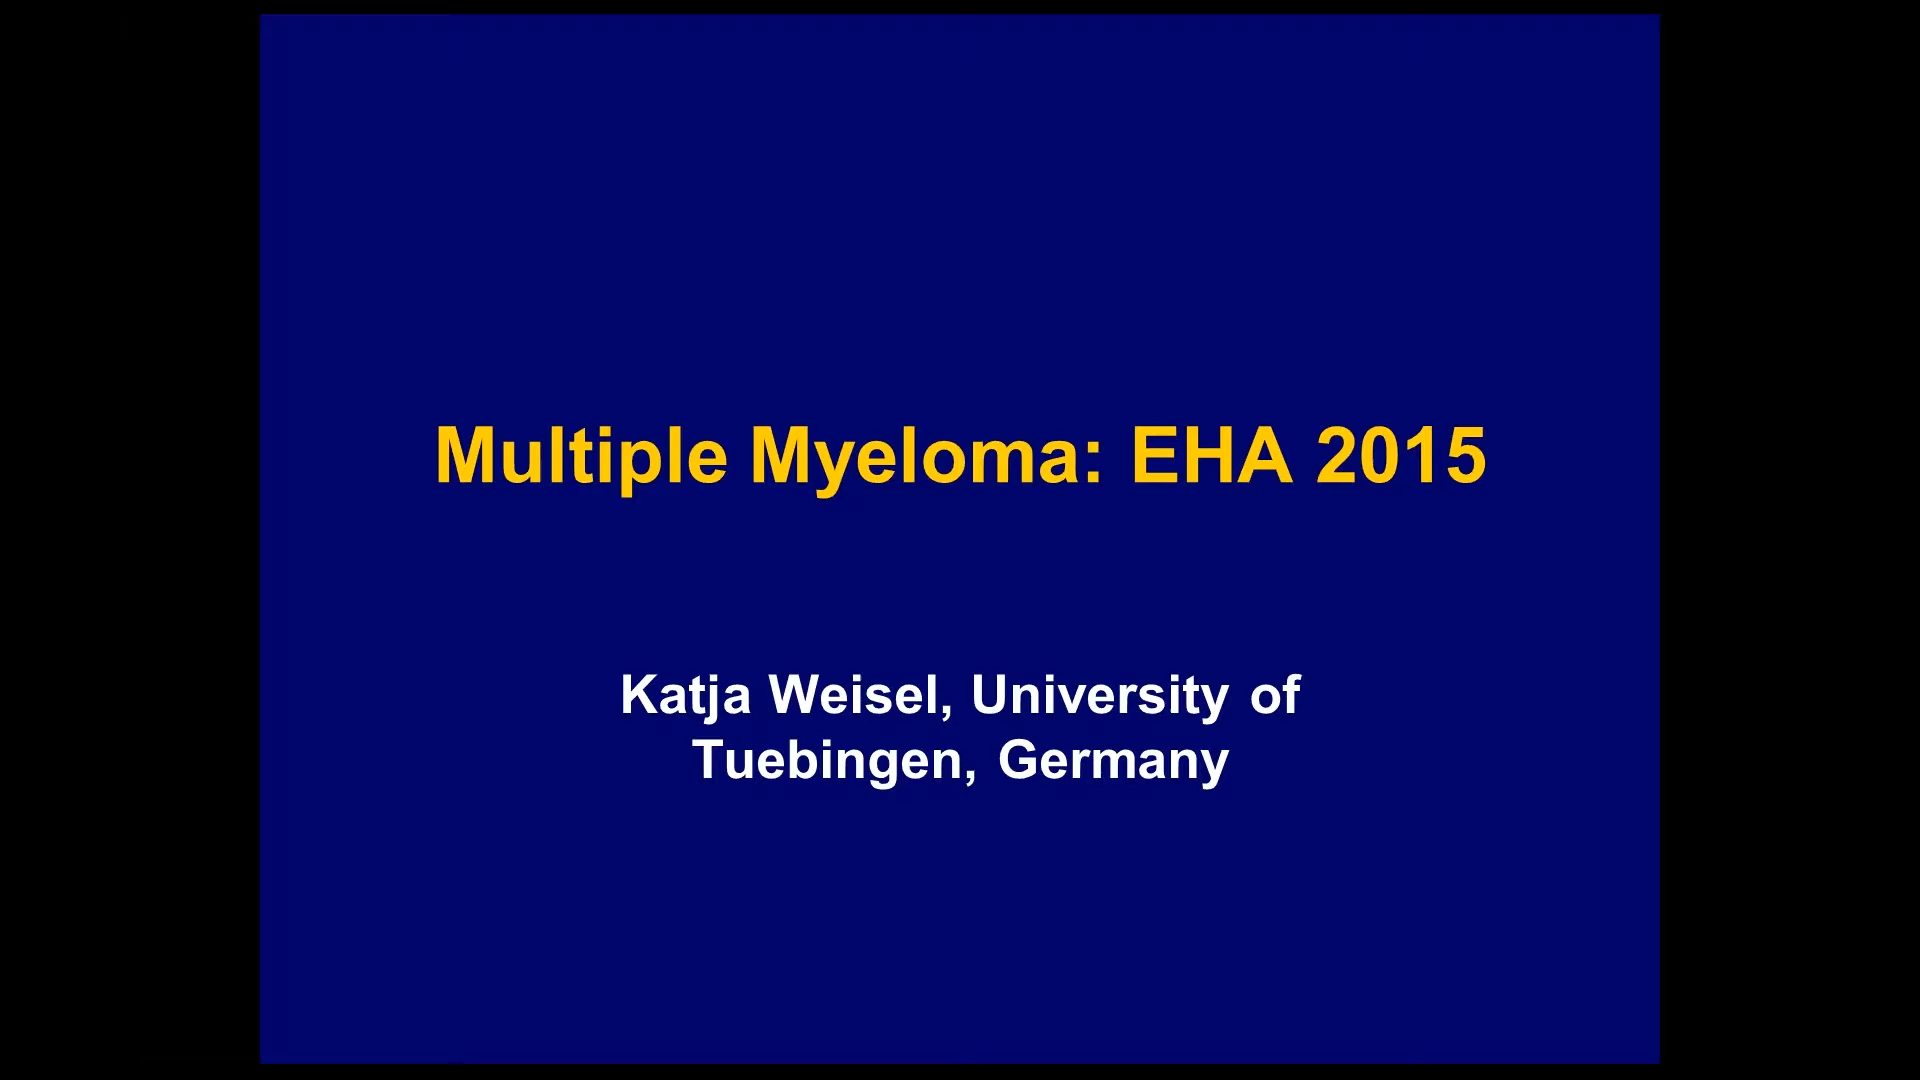 Multiple Myeloma: EHA 2015
Katja Weisel, University of
Tuebingen, Germany